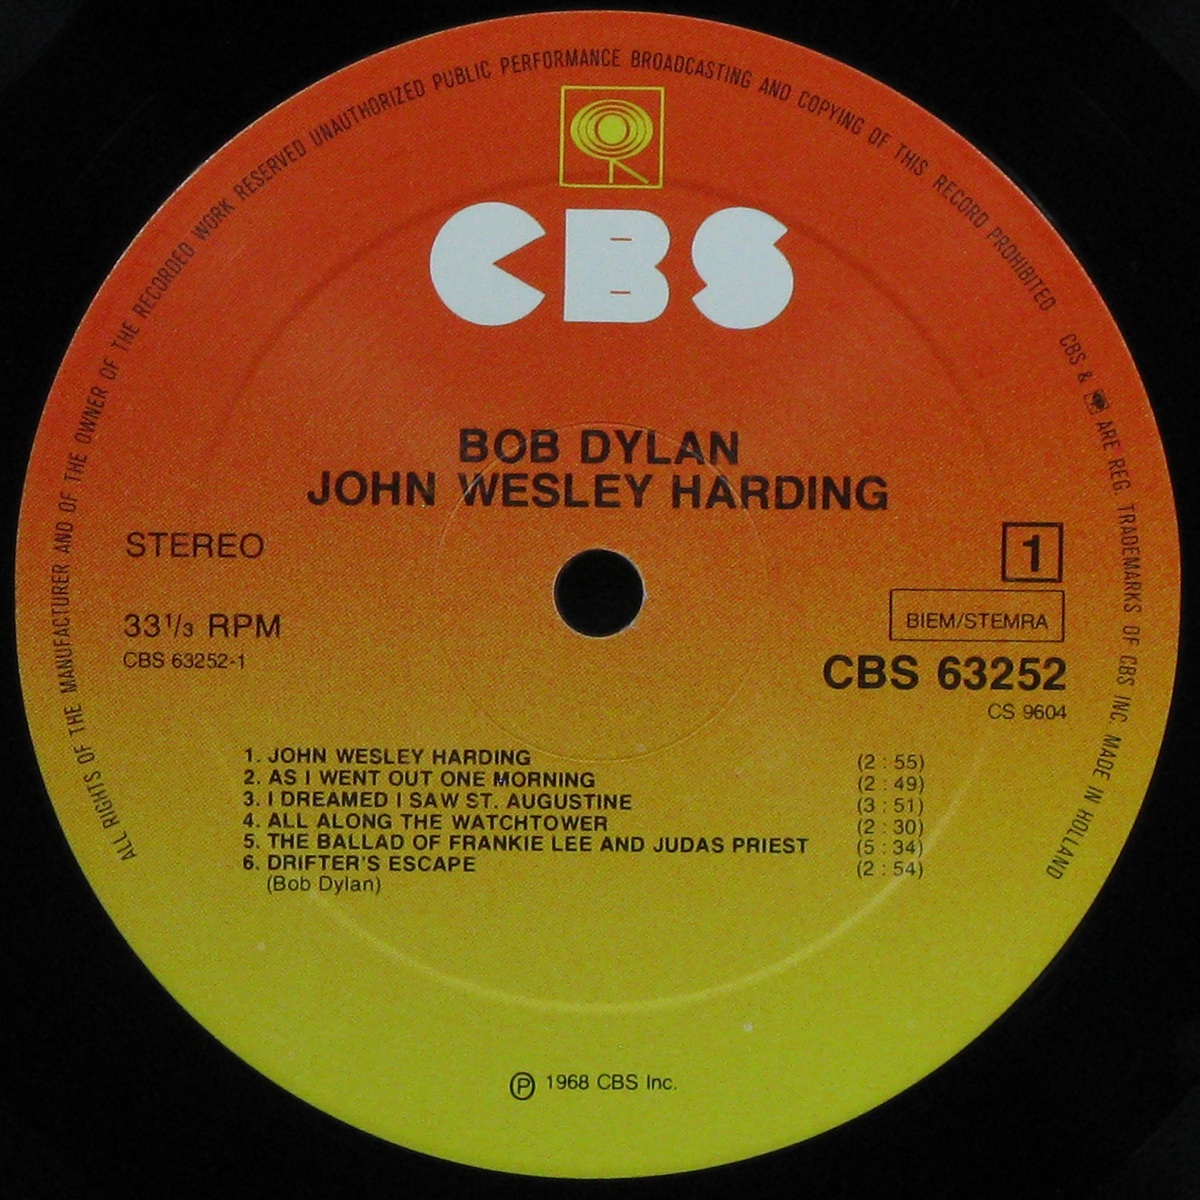 ALL RIGHTS OF THE MANUFACTURER AND OF THE OWNER OF THE RECORDED WORK RESERVED UNAUTHORIZED PUBLIC PERFORMANCE BROADCASTING AND COPYING OF THIS RECORD PROHIBITED
CBS & ARE REG. TRADEMARKS OF CBS INC. MADE IN HOLLAND
CBS
BOB DYLAN
JOHN WESLEY HARDING
STEREO
1
33 1/3 RPM
BIEM/STEMRA
CBS 63252-1
CBS 63252
CS 9604
1. JOHN WESLEY HARDING (2 : 55)
2. AS I WENT OUT ONE MORNING (2 : 49)
3. I DREAMED I SAW ST. AUGUSTINE (3 : 51)
4. ALL ALONG THE WATCHTOWER (2 : 30)
5. THE BALLAD OF FRANKIE LEE AND JUDAS PRIEST (5 : 34)
6. DRIFTER'S ESCAPE (2 : 54)
(Bob Dylan)
℗ 1968 CBS Inc.